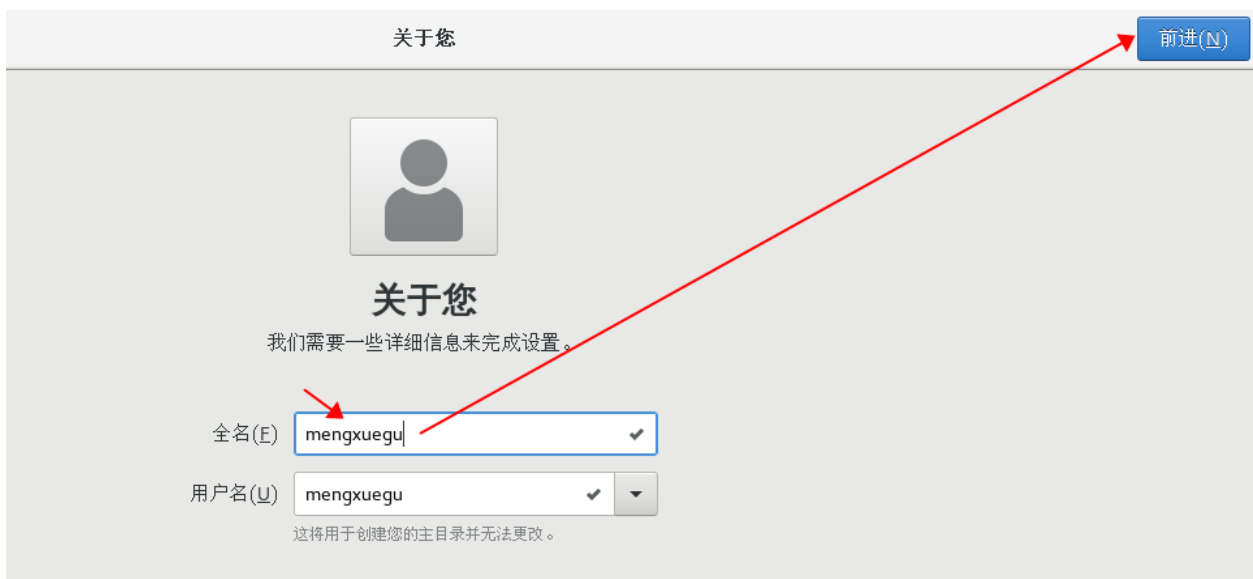 关于您
前进(N)
关于您
我们需要一些详细信息来完成设置。
全名(F) mengxuegu
用户名(U) mengxuegu
这将用于创建您的主目录并无法更改。